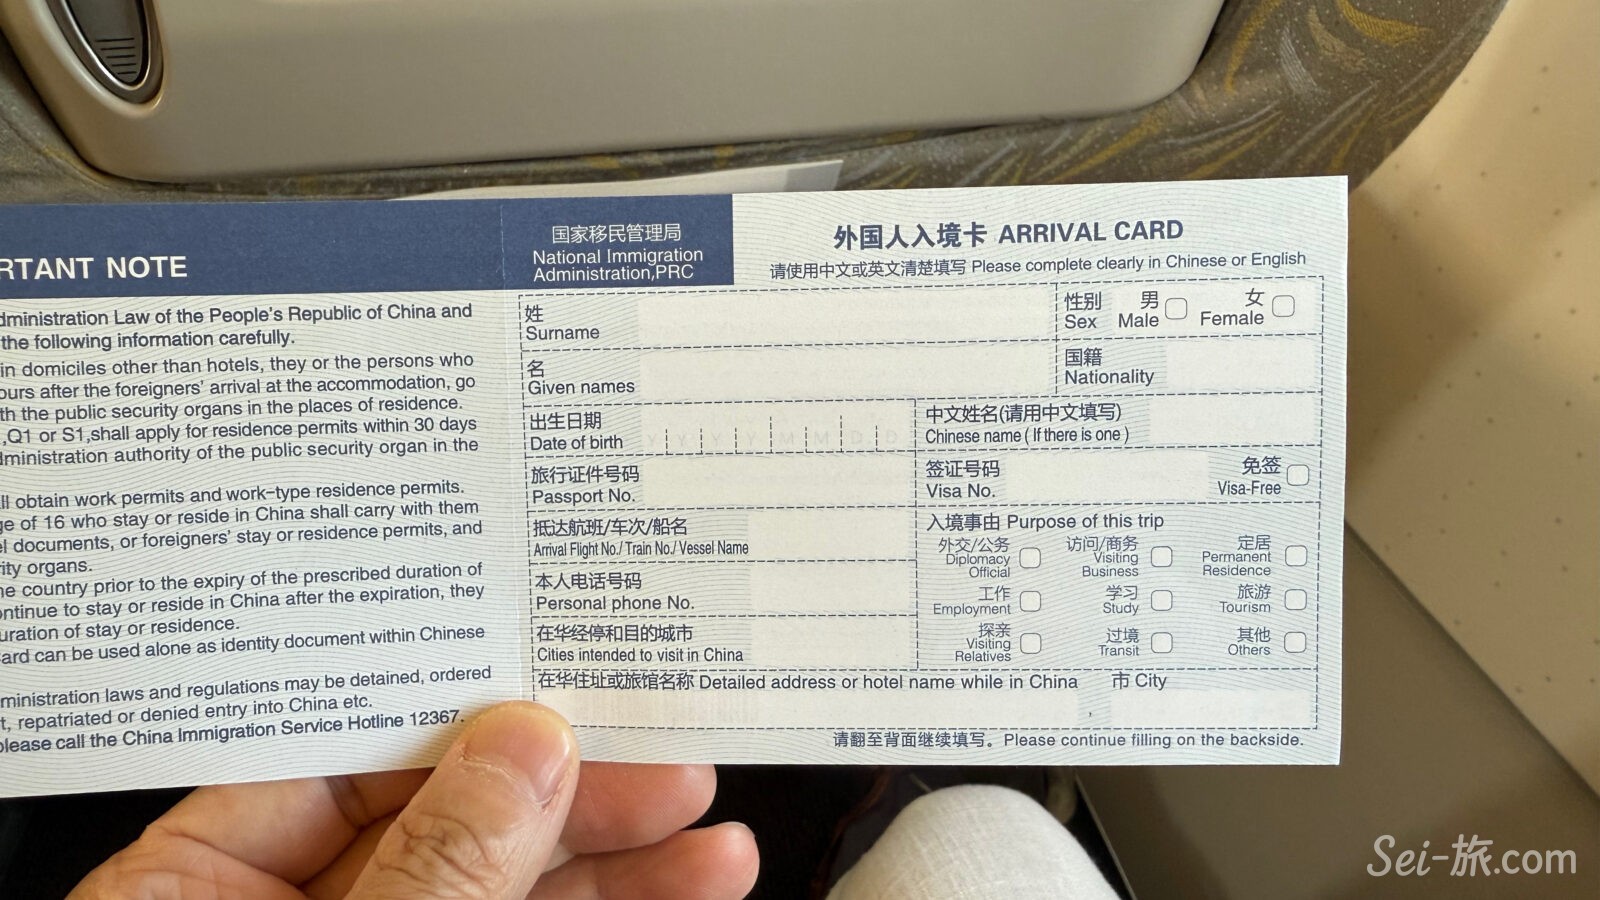 RTANT NOTE
dministration Law of the People's Republic of China and
the following information carefully.
in domiciles other than hotels, they or the persons who
ours after the foreigners' arrival at the accommodation, go
th the public security organs in the places of residence.
,Q1 or S1,shall apply for residence permits within 30 days
dministration authority of the public security organ in the
ll obtain work permits and work-type residence permits.
ge of 16 who stay or reside in China shall carry with them
el documents, or foreigners' stay or residence permits, and
rity organs.
he country prior to the expiry of the prescribed duration of
ontinue to stay or reside in China after the expiration, they
uration of stay or residence.
ard can be used alone as identity document within Chinese
ministration laws and regulations may be detained, ordered
t, repatriated or denied entry into China etc.
please call the China Immigration Service Hotline 12367.
国家移民管理局
National Immigration
Administration,PRC
外国人入境卡 ARRIVAL CARD
请使用中文或英文清楚填写 Please complete clearly in Chinese or English
姓
Surname
性别 男 女
Sex Male Female
名
Given names
国籍
Nationality
出生日期
Date of birth Y Y Y Y M M D D
中文姓名(请用中文填写)
Chinese name ( If there is one )
旅行证件号码
Passport No.
签证号码 免签
Visa No. Visa-Free
抵达航班/车次/船名
Arrival Flight No./ Train No./ Vessel Name
本人电话号码
Personal phone No.
在华经停和目的城市
Cities intended to visit in China
入境事由 Purpose of this trip
外交/公务 访问/商务 定居
Diplomacy Visiting Permanent
Official Business Residence
工作 学习 旅游
Employment Study Tourism
探亲 过境 其他
Visiting Transit Others
Relatives
在华住址或旅馆名称 Detailed address or hotel name while in China 市 City
,
请翻至背面继续填写。Please continue filling on the backside.
Sei-旅.com